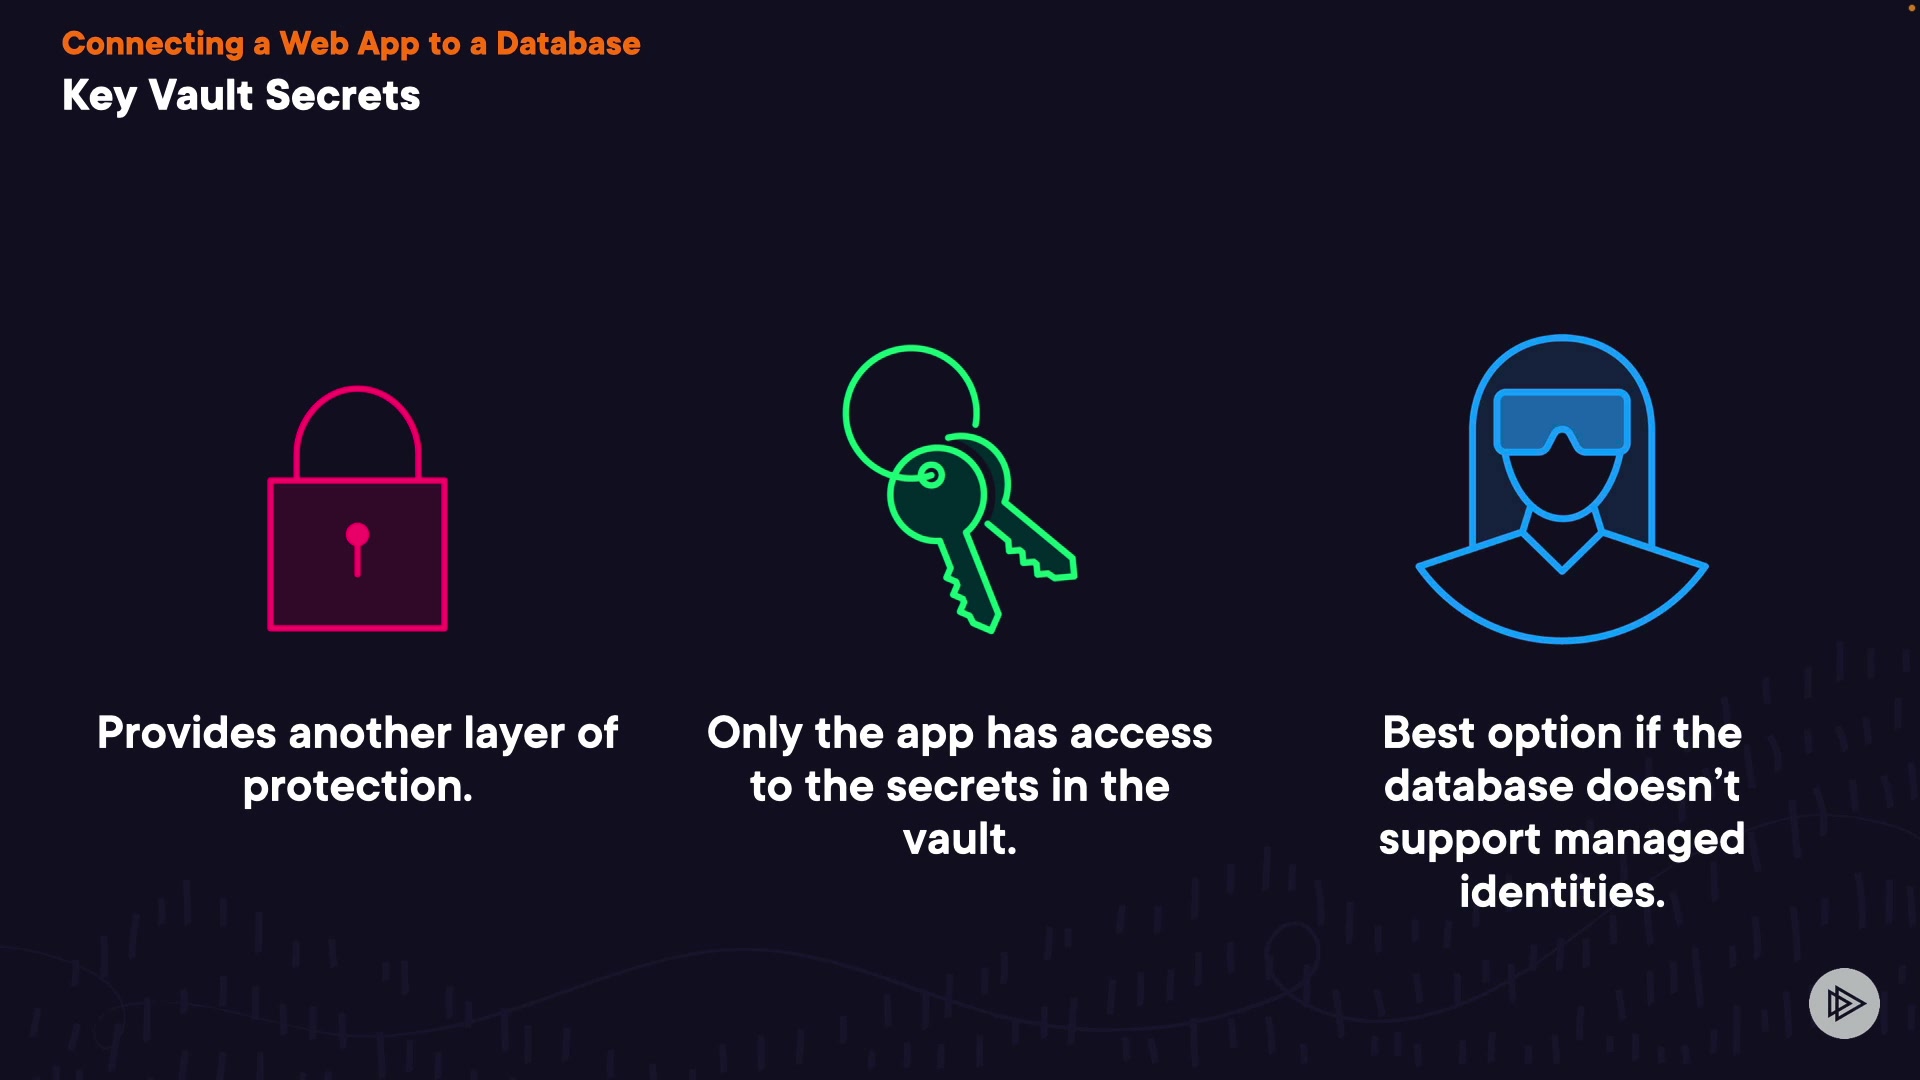 Connecting a Web App to a Database
Key Vault Secrets
Provides another layer of
protection.
Only the app has access
to the secrets in the
vault.
Best option if the
database doesn’t
support managed
identities.